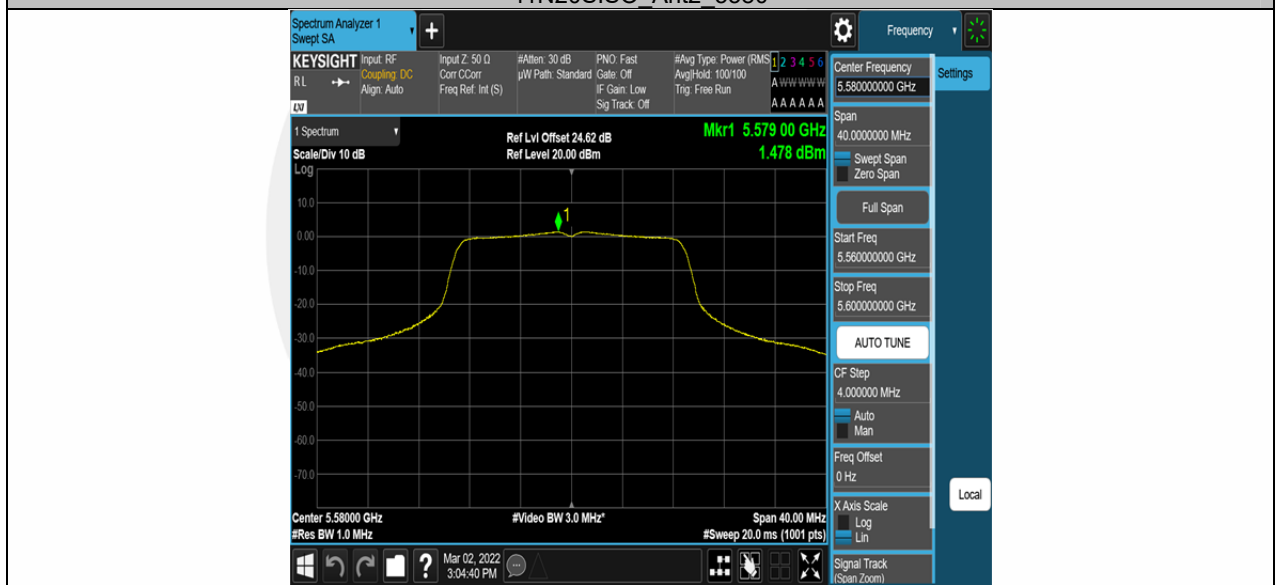 Spectrum Analyzer 1
Swept SA
+
Frequency
KEYSIGHT
RL
LXI
Input: RF
Coupling: DC
Align: Auto
Input Z: 50 Ω
Corr CCorr
Freq Ref: Int (S)
#Atten: 30 dB
µW Path: Standard
PNO: Fast
Gate: Off
IF Gain: Low
Sig Track: Off
#Avg Type: Power (RMS
Avg|Hold: 100/100
Trig: Free Run
1 2 3 4 5 6
A W W W W W
A A A A A A
1 Spectrum
Scale/Div 10 dB
Log
Ref Lvl Offset 24.62 dB
Ref Level 20.00 dBm
Mkr1 5.579 00 GHz
1.478 dBm
1
10.0
0.00
-10.0
-20.0
-30.0
-40.0
-50.0
-60.0
-70.0
Center 5.58000 GHz
#Res BW 1.0 MHz
#Video BW 3.0 MHz*
Span 40.00 MHz
#Sweep 20.0 ms (1001 pts)
?
Mar 02, 2022
3:04:40 PM
Center Frequency
5.580000000 GHz
Settings
Span
40.0000000 MHz
Swept Span
Zero Span
Full Span
Start Freq
5.560000000 GHz
Stop Freq
5.600000000 GHz
AUTO TUNE
CF Step
4.000000 MHz
Auto
Man
Freq Offset
0 Hz
X Axis Scale
Log
Lin
Local
Signal Track
(Span Zoom)